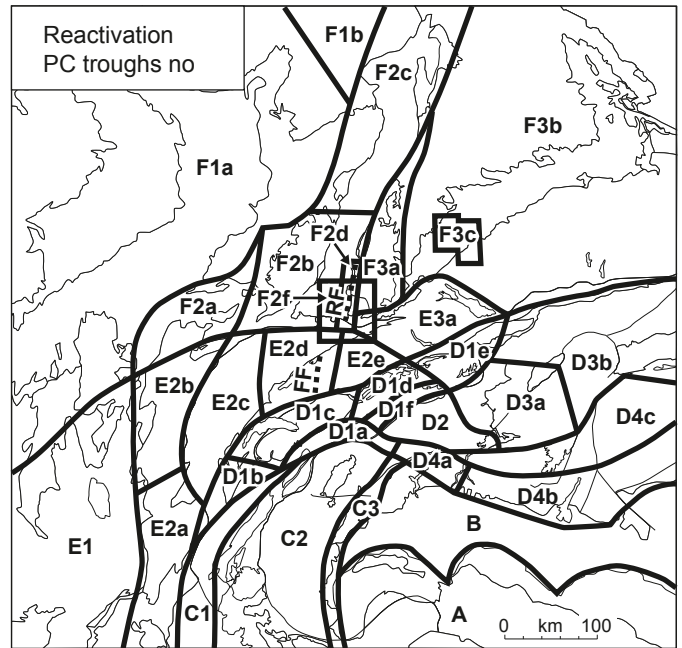 Reactivation
PC troughs no
F1b
F2c
F3b
F1a
F2d
F3c
F2b
F3a
F2f
RF
F2a
E3a
E2d
D1e
E2e
D3b
E2b
FF
D1d
E2c
D1c
D1f
D3a
D4c
D1a
D2
D1b
D4a
D4b
C3
E2a
B
E1
C2
C1
A
0 km 100